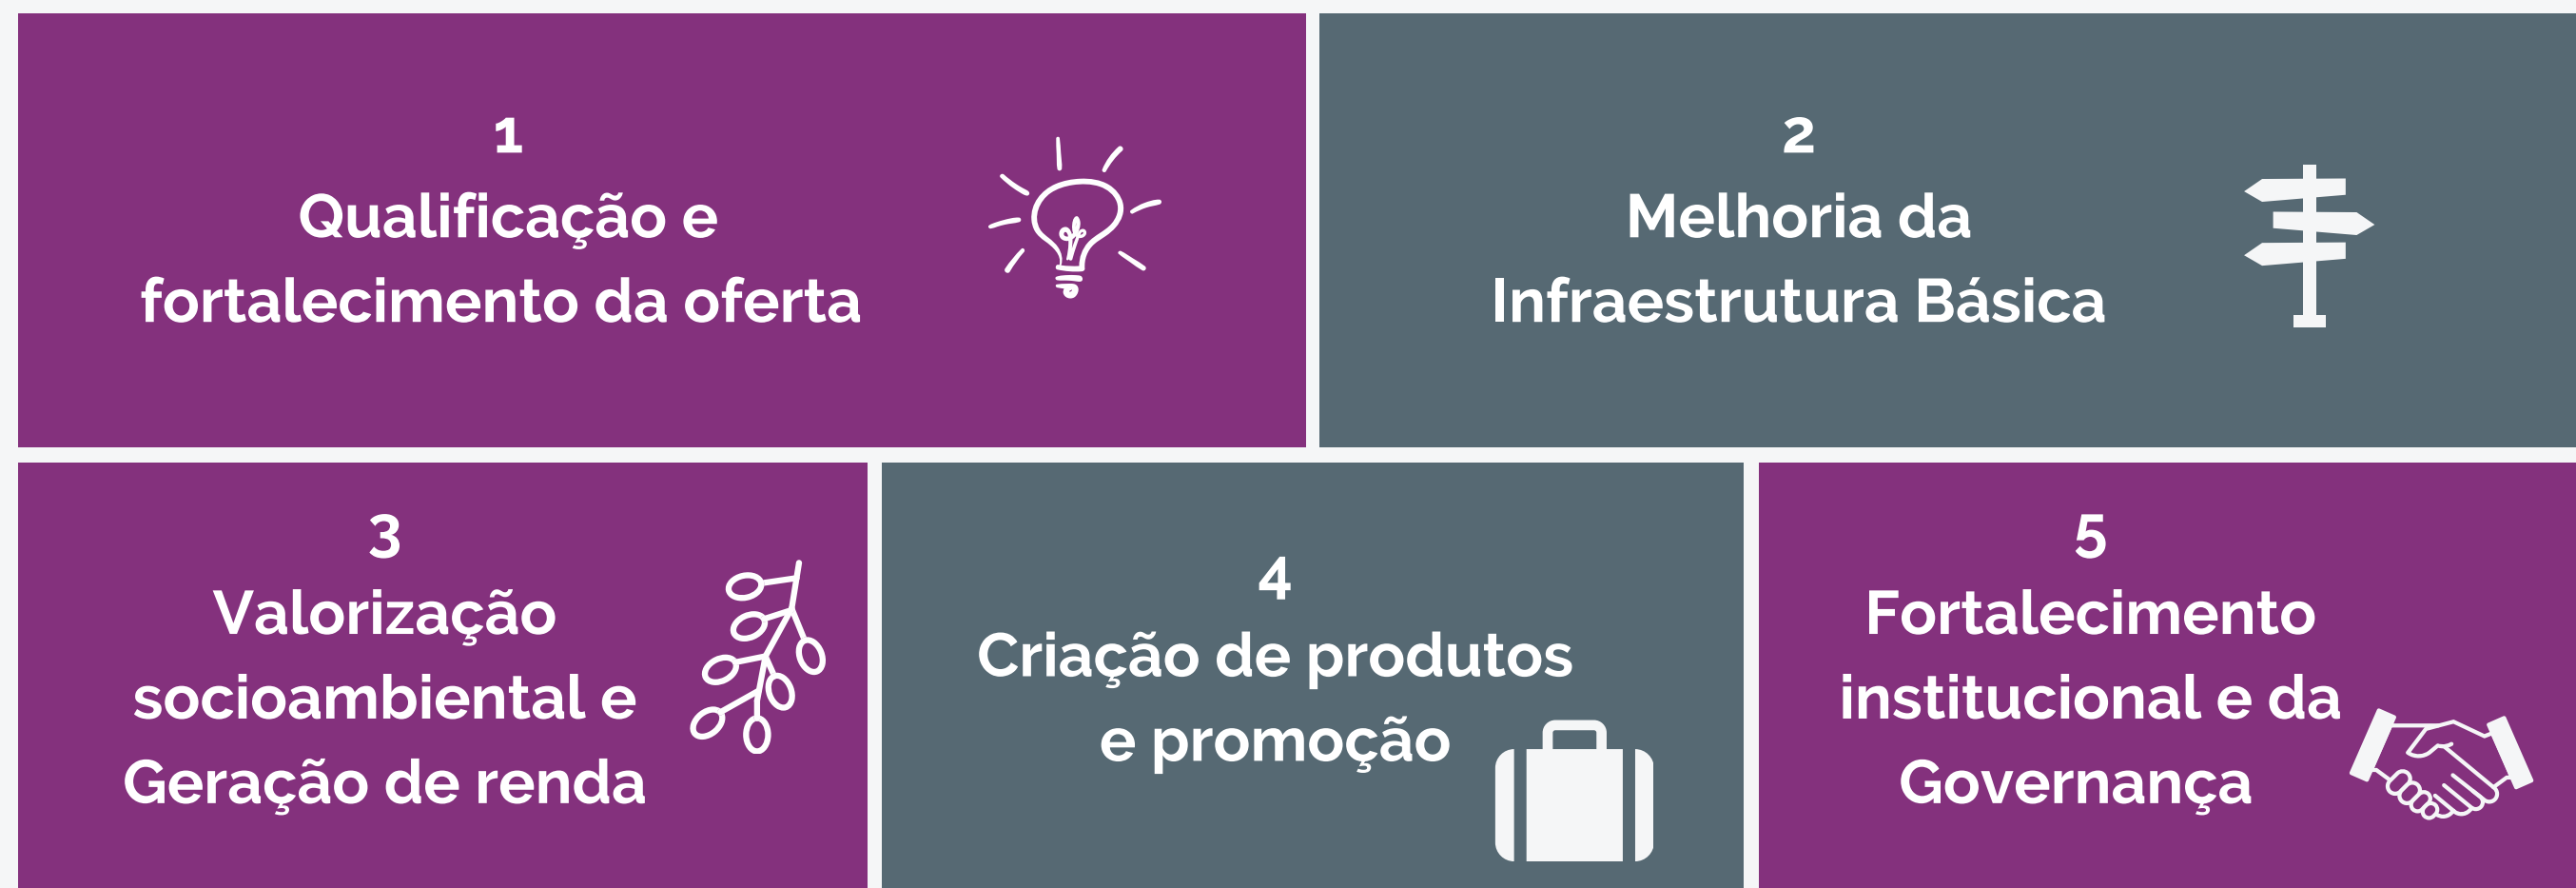 1
Qualificação e
fortalecimento da oferta
2
Melhoria da
Infraestrutura Básica
3
Valorização
socioambiental e
Geração de renda
4
Criação de produtos
e promoção
5
Fortalecimento
institucional e da
Governança